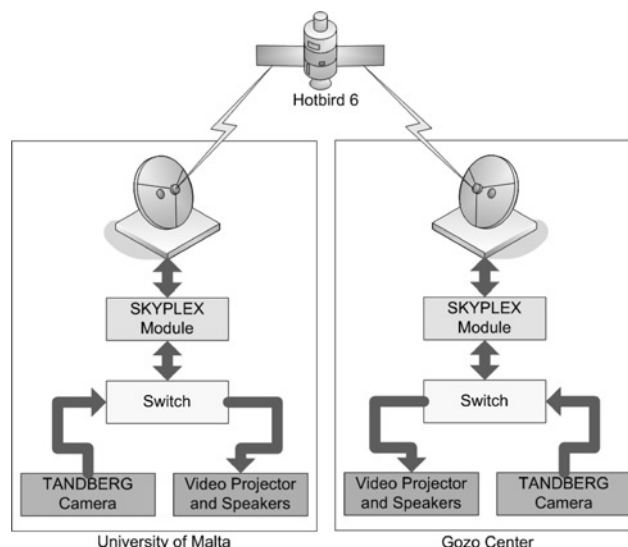 Hotbird 6
SKYPLEX
Module
Switch
TANDBERG
Camera
Video Projector
and Speakers
University of Malta
SKYPLEX
Module
Switch
Video Projector
and Speakers
TANDBERG
Camera
Gozo Center